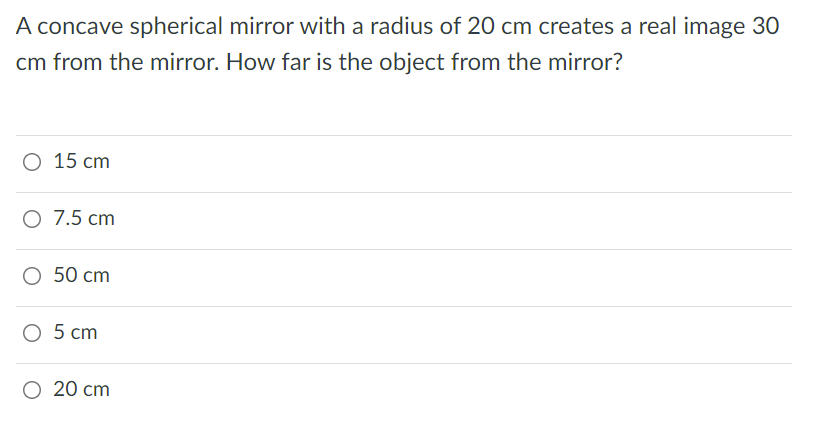 A concave spherical mirror with a radius of 20 cm creates a real image 30
cm from the mirror. How far is the object from the mirror?
15 cm
7.5 cm
50 cm
5 cm
20 cm